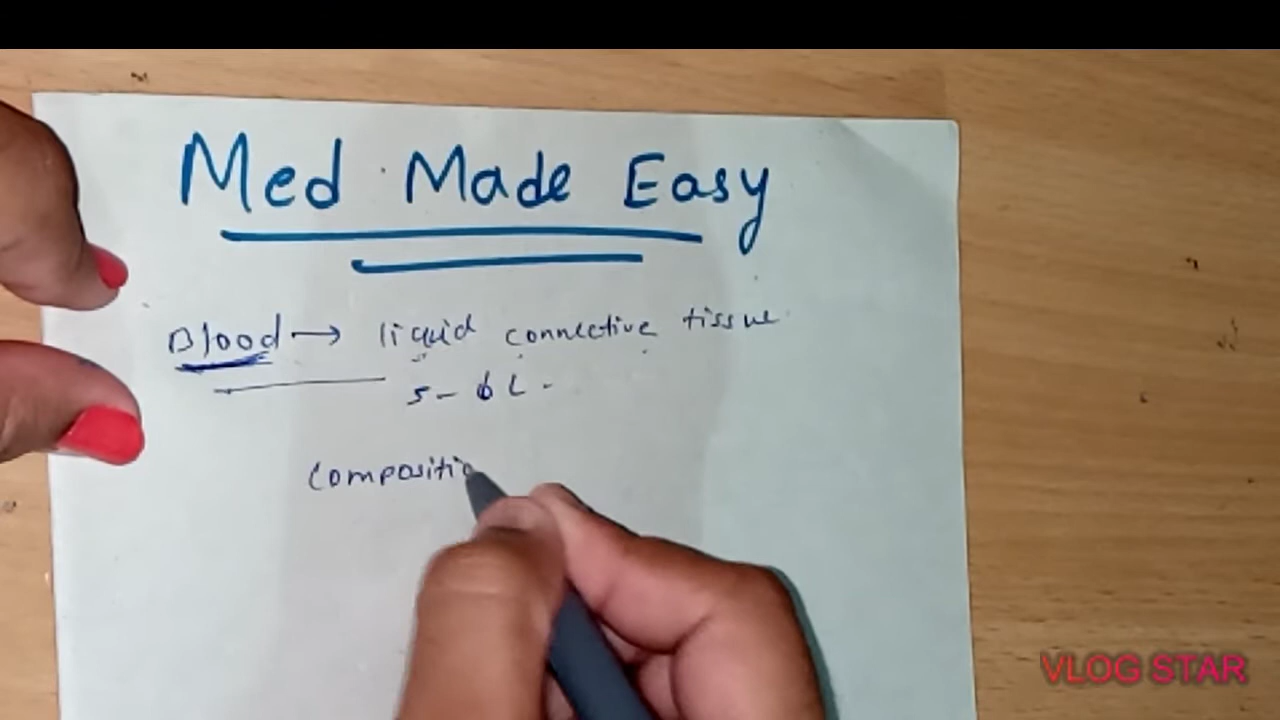 Med Made Easy
Blood → liquid connective tissue
5-6L.
Compositio
VLOG STAR